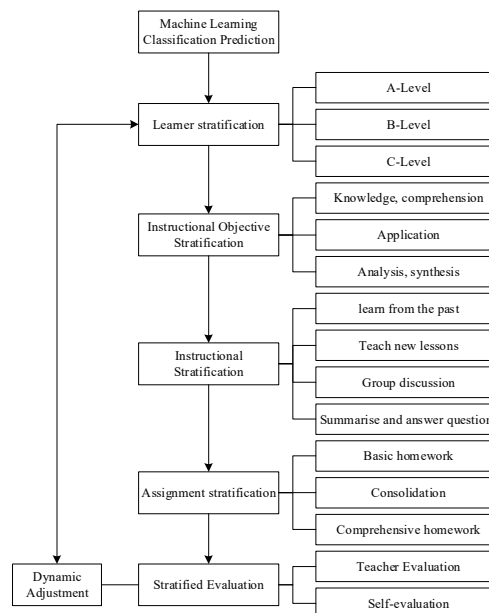 Machine Learning
Classification Prediction
A-Level
Learner stratification
B-Level
C-Level
Knowledge, comprehension
Instructional Objective
Stratification
Application
Analysis, synthesis
learn from the past
Teach new lessons
Instructional
Stratification
Group discussion
Summarise and answer question
Basic homework
Assignment stratification
Consolidation
Comprehensive homework
Teacher Evaluation
Dynamic
Adjustment
Stratified Evaluation
Self-evaluation